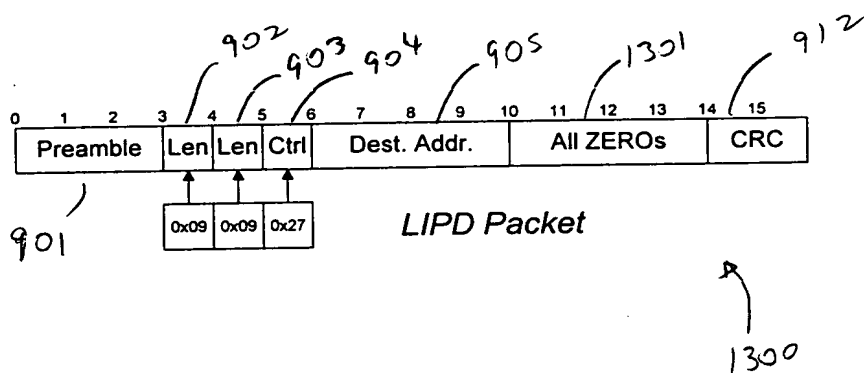 902 903 904 905 1301 912
0 1 2 3 4 5 6 7 8 9 10 11 12 13 14 15
Preamble Len Len Ctrl Dest. Addr. All ZEROs CRC
0x09 0x09 0x27
LIPD Packet
901
1300